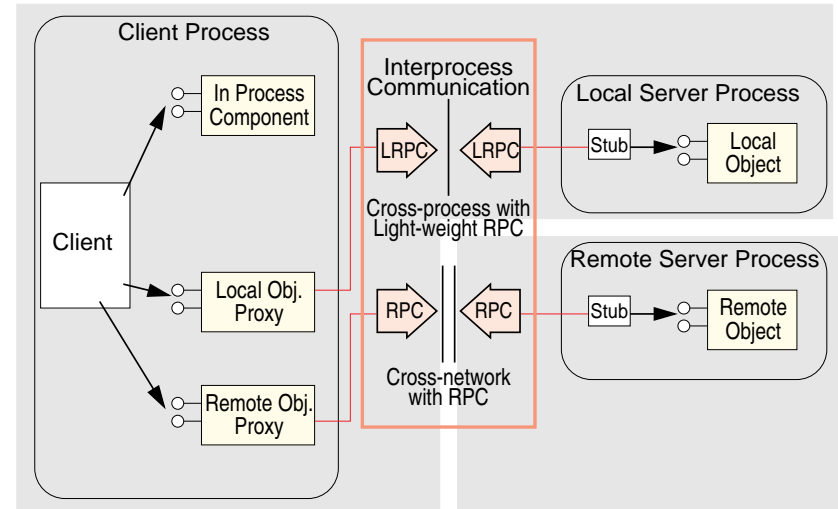 Client Process
In Process
Component
Client
Local Obj.
Proxy
Remote Obj.
Proxy
Interprocess
Communication
LRPC
LRPC
Cross-process with
Light-weight RPC
RPC
RPC
Cross-network
with RPC
Local Server Process
Stub
Local
Object
Remote Server Process
Stub
Remote
Object